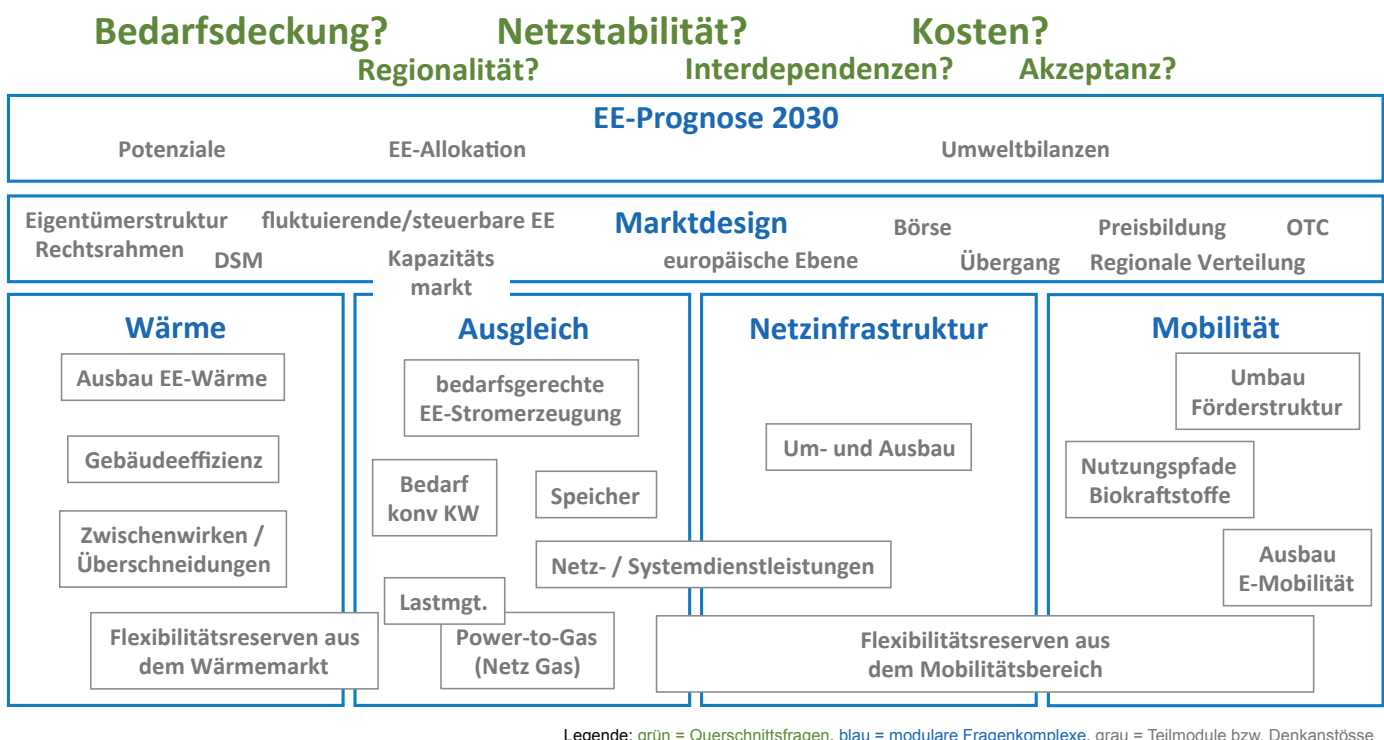 Bedarfsdeckung? Netzstabilität? Kosten?
Regionalität? Interdependenzen? Akzeptanz?
EE-Prognose 2030
Potenziale EE-Allokation Umweltbilanzen
Eigentümerstruktur fluktuierende/steuerbare EE Marktdesign Börse Preisbildung OTC
Rechtsrahmen DSM Kapazitäts europäische Ebene Übergang Regionale Verteilung
markt
Wärme
Ausbau EE-Wärme
Gebäudeeffizienz
Zwischenwirken /
Überschneidungen
Flexibilitätsreserven aus
dem Wärmemarkt
Ausgleich
bedarfsgerechte
EE-Stromerzeugung
Bedarf
konv KW
Speicher
Netz- / Systemdienstleistungen
Lastmgt.
Power-to-Gas
(Netz Gas)
Netzinfrastruktur
Um- und Ausbau
Mobilität
Umbau
Förderstruktur
Nutzungspfade
Biokraftstoffe
Ausbau
E-Mobilität
Flexibilitätsreserven aus
dem Mobilitätsbereich
Legende: grün = Querschnittsfragen, blau = modulare Fragenkomplexe, grau = Teilmodule bzw. Denkanstösse